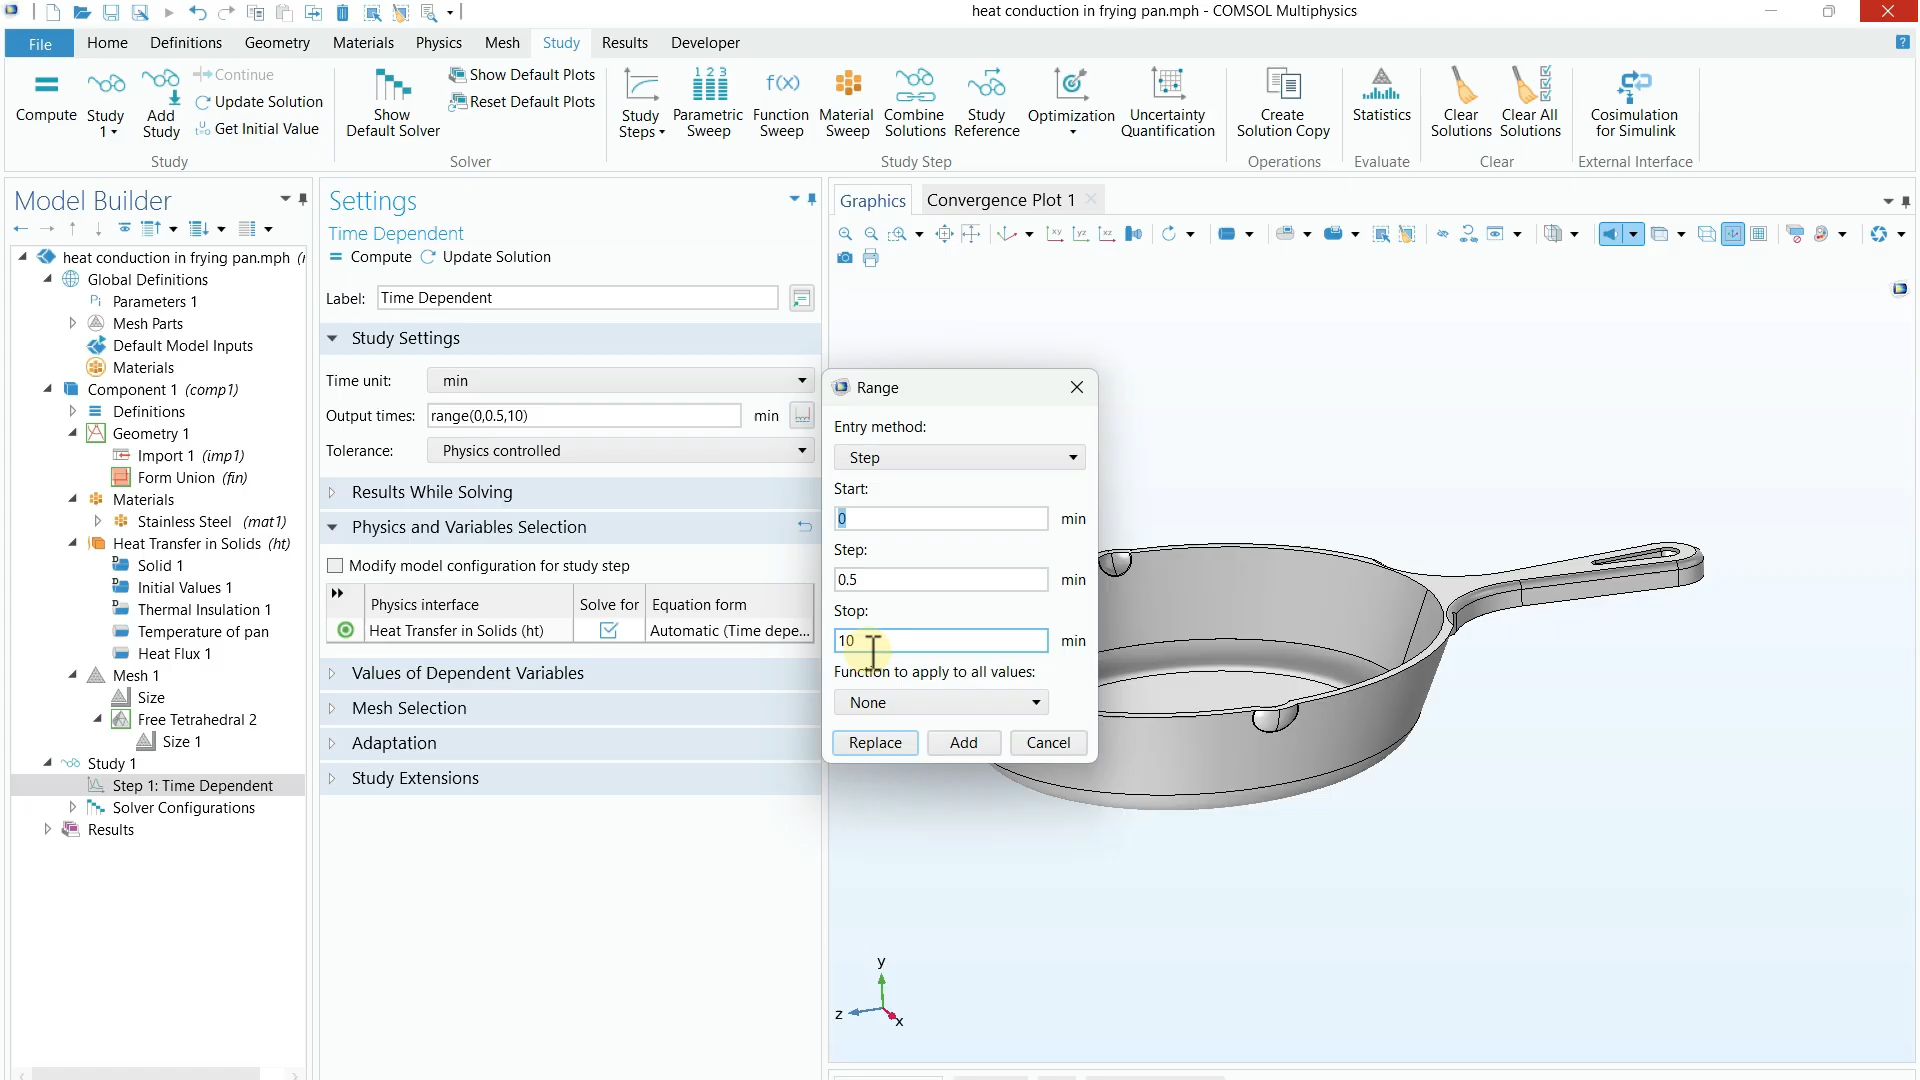 heat conduction in frying pan.mph - COMSOL Multiphysics
File Home Definitions Geometry Materials Physics Mesh Study Results Developer
Compute
Study 1
Add Study
Continue
Update Solution
Get Initial Value
Show Default Solver
Show Default Plots
Reset Default Plots
Study Steps
Parametric Sweep
Function Sweep
Material Sweep
Combine Solutions
Study Reference
Optimization
Uncertainty Quantification
Create Solution Copy
Statistics
Clear Solutions
Clear All Solutions
Cosimulation for Simulink
Study Solver Study Step Operations Evaluate Clear External Interface
Model Builder
heat conduction in frying pan.mph
Global Definitions
Pi Parameters 1
Mesh Parts
Default Model Inputs
Materials
Component 1 (comp1)
Definitions
Geometry 1
Import 1 (imp1)
Form Union (fin)
Materials
Stainless Steel (mat1)
Heat Transfer in Solids (ht)
Solid 1
Initial Values 1
Thermal Insulation 1
Temperature of pan
Heat Flux 1
Mesh 1
Size
Free Tetrahedral 2
Size 1
Study 1
Step 1: Time Dependent
Solver Configurations
Results
Settings
Time Dependent
Compute Update Solution
Label: Time Dependent
Study Settings
Time unit: min
Output times: range(0,0.5,10) min
Tolerance: Physics controlled
Results While Solving
Physics and Variables Selection
Modify model configuration for study step
Physics interface Solve for Equation form
Heat Transfer in Solids (ht) Automatic (Time depe...
Values of Dependent Variables
Mesh Selection
Adaptation
Study Extensions
Graphics Convergence Plot 1
Range
Entry method:
Step
Start:
0 min
Step:
0.5 min
Stop:
10 min
Function to apply to all values:
None
Replace Add Cancel
y
z
x